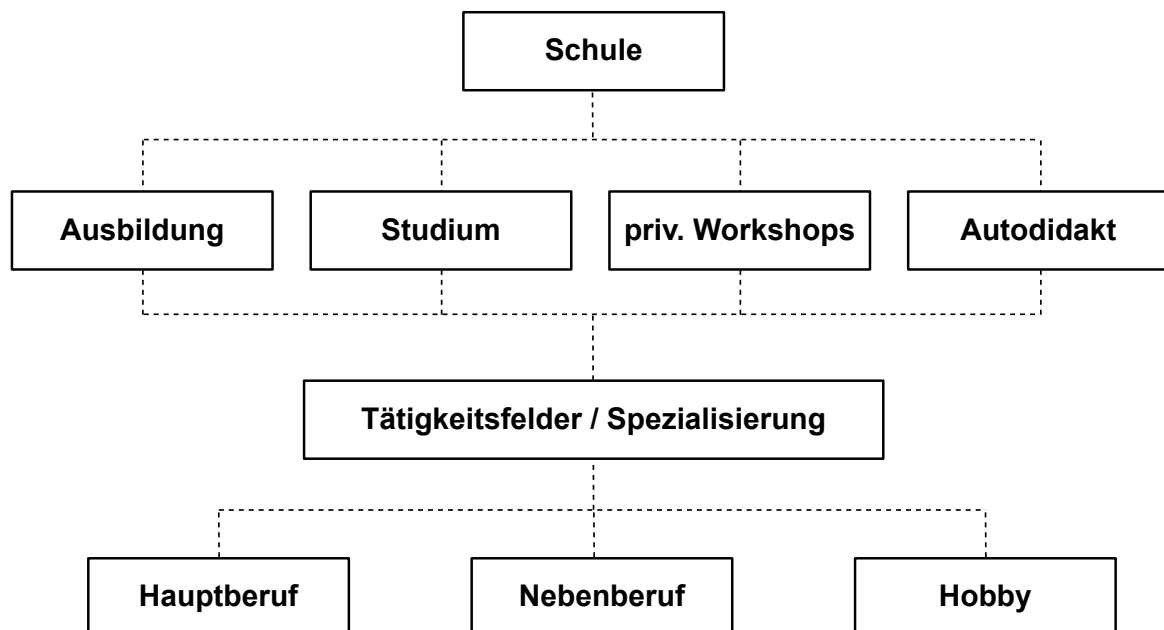 Schule
Ausbildung
Studium
priv. Workshops
Autodidakt
Tätigkeitsfelder / Spezialisierung
Hauptberuf
Nebenberuf
Hobby